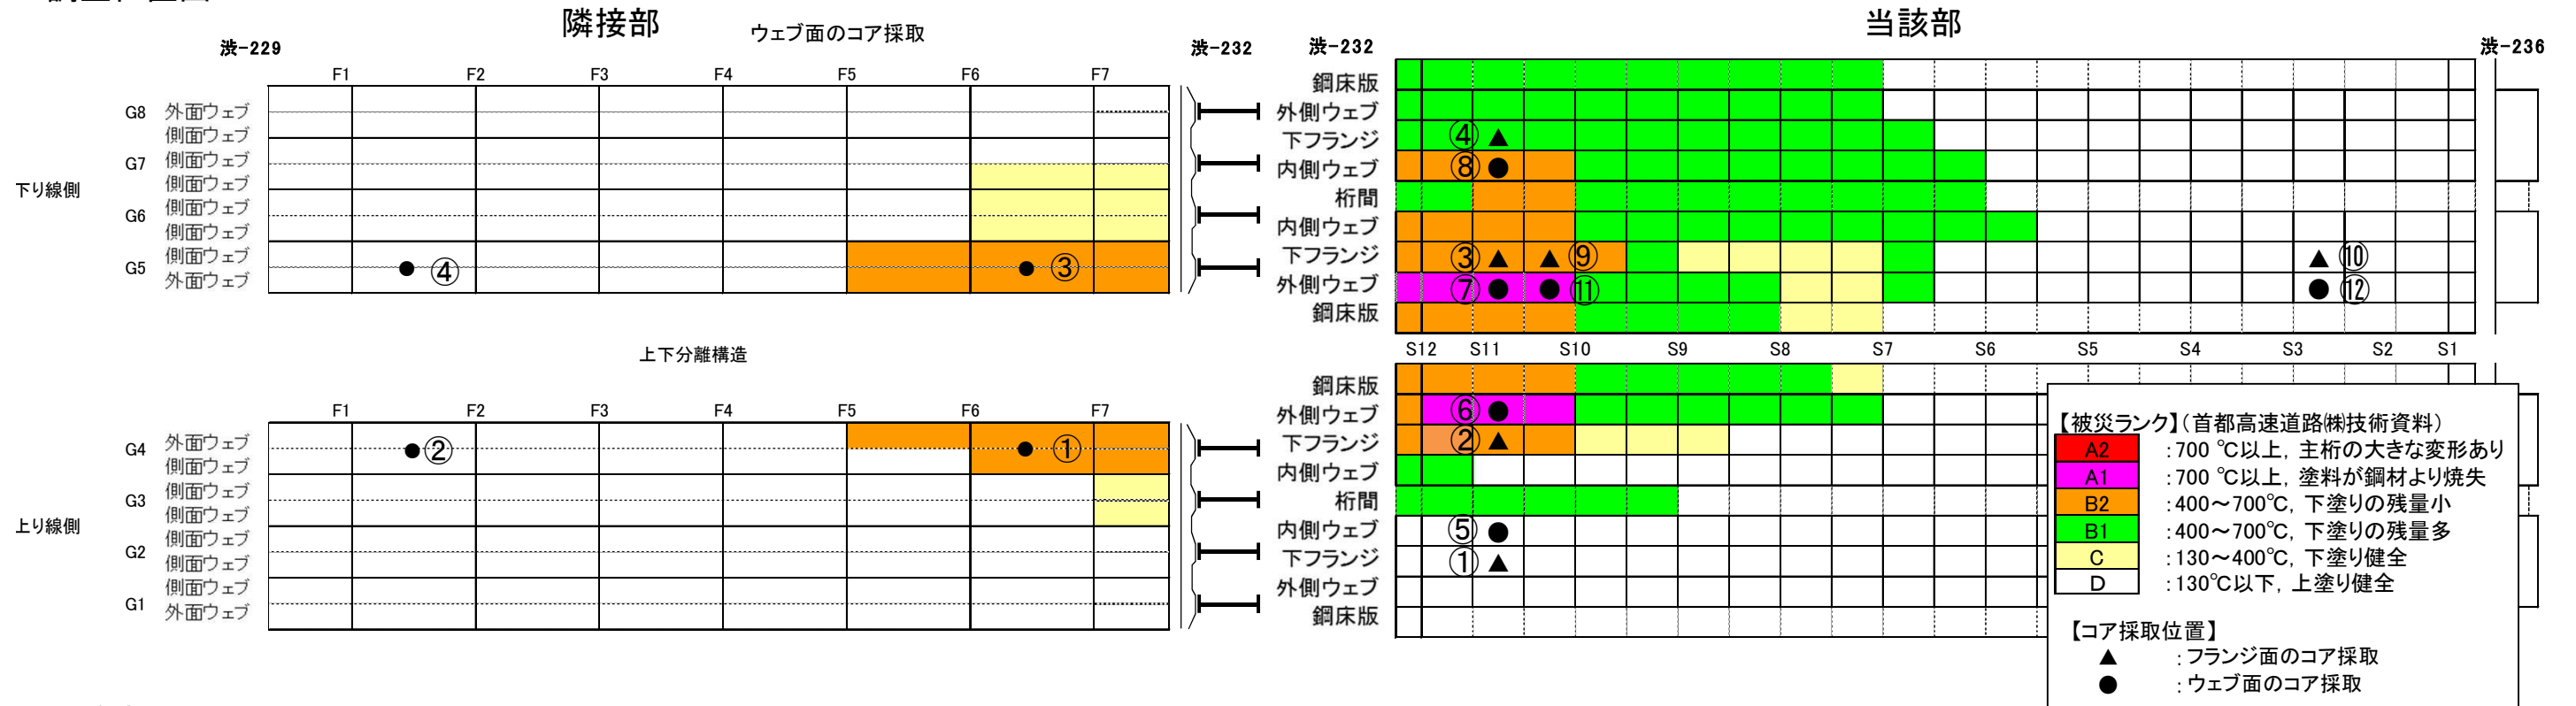 隣接部
ウェブ面のコア採取
当該部
渋-229
渋-232
渋-232
渋-236
F1 F2 F3 F4 F5 F6 F7
下り線側
G8 外面ウェブ
側面ウェブ
G7 側面ウェブ
側面ウェブ
G6 側面ウェブ
側面ウェブ
G5 側面ウェブ
外面ウェブ
④ ③
上下分離構造
F1 F2 F3 F4 F5 F6 F7
上り線側
G4 外面ウェブ
側面ウェブ
② ①
G3 側面ウェブ
側面ウェブ
G2 側面ウェブ
側面ウェブ
G1 側面ウェブ
外面ウェブ
鋼床版
外側ウェブ
下フランジ ④
内側ウェブ ⑧
桁間
内側ウェブ
下フランジ ③ ⑨ ⑩
外側ウェブ ⑦ ⑪ ⑫
鋼床版
S12 S11 S10 S9 S8 S7 S6 S5 S4 S3 S2 S1
鋼床版
外側ウェブ ⑥
下フランジ ②
内側ウェブ
桁間
内側ウェブ ⑤
下フランジ ①
外側ウェブ
鋼床版
【被災ランク】(首都高速道路㈱技術資料)
A2 :700 ℃以上, 主桁の大きな変形あり
A1 :700 ℃以上, 塗料が鋼材より焼失
B2 :400～700℃, 下塗りの残量小
B1 :400～700℃, 下塗りの残量多
C :130～400℃, 下塗り健全
D :130℃以下, 上塗り健全
【コア採取位置】
▲ :フランジ面のコア採取
● :ウェブ面のコア採取